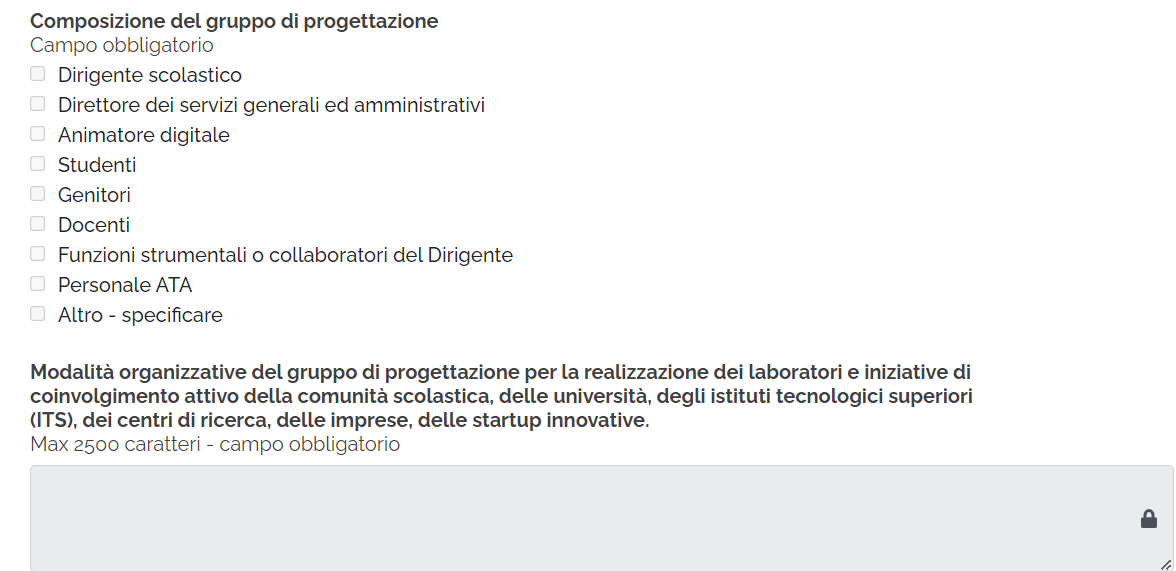 Composizione del gruppo di progettazione
Campo obbligatorio
Dirigente scolastico
Direttore dei servizi generali ed amministrativi
Animatore digitale
Studenti
Genitori
Docenti
Funzioni strumentali o collaboratori del Dirigente
Personale ATA
Altro - specificare
Modalità organizzative del gruppo di progettazione per la realizzazione dei laboratori e iniziative di
coinvolgimento attivo della comunità scolastica, delle università, degli istituti tecnologici superiori
(ITS), dei centri di ricerca, delle imprese, delle startup innovative.
Max 2500 caratteri - campo obbligatorio